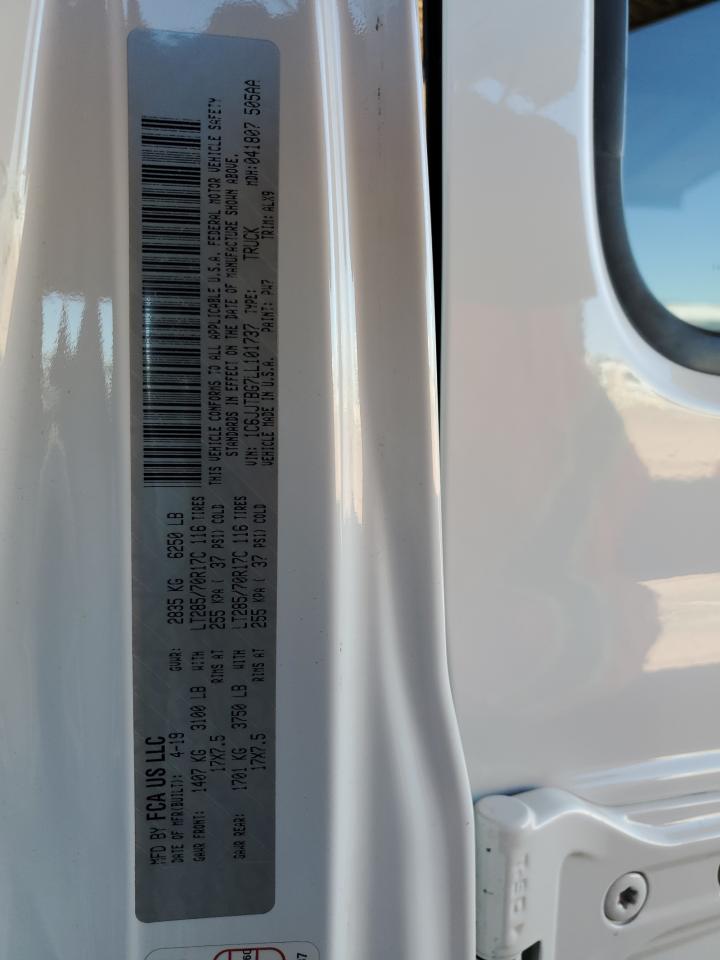 MFD BY FCA US LLC
DATE OF MFR(BUILT): 4-19 GVWR: 2835 KG 6250 LB
GAWR FRONT: 1407 KG 3100 LB WITH LT285/70R17C 116 TIRES
17X7.5 RIMS AT 255 KPA ( 37 PSI) COLD
GAWR REAR: 1701 KG 3750 LB WITH LT285/70R17C 116 TIRES
17X7.5 RIMS AT 255 KPA ( 37 PSI) COLD
THIS VEHICLE CONFORMS TO ALL APPLICABLE U.S.A. FEDERAL MOTOR VEHICLE SAFETY
STANDARDS IN EFFECT ON THE DATE OF MANUFACTURE SHOWN ABOVE.
VIN: 1C6JJTBG7LL101737 TYPE: TRUCK MDH:041807 505AA
VEHICLE MADE IN U.S.A. PAINT: PW7 TRIM: ALX9
T50